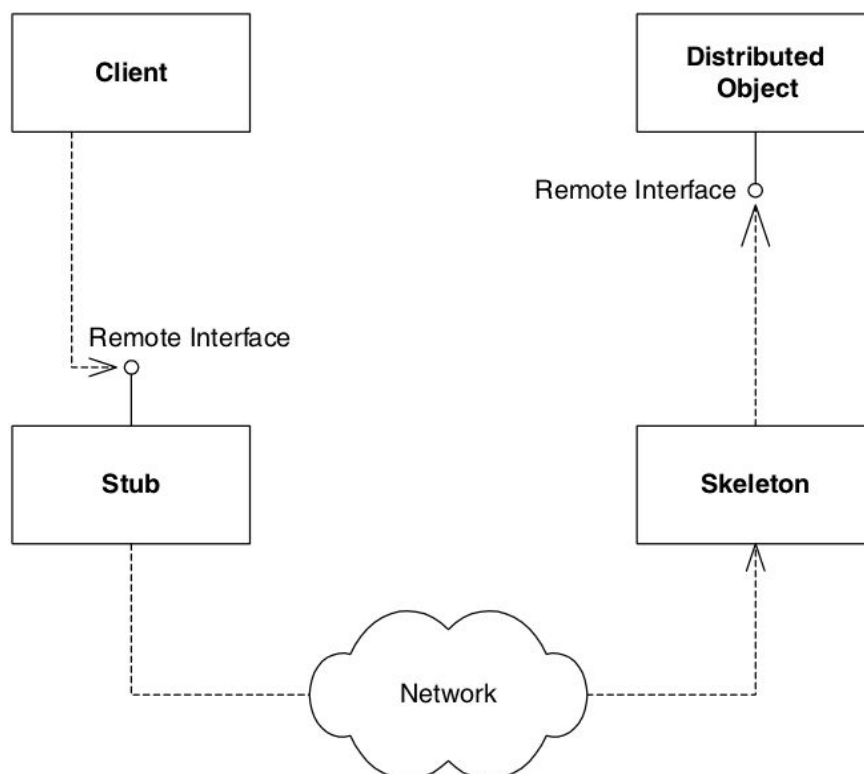 Client
Distributed
Object
Remote Interface
Remote Interface
Stub
Skeleton
Network